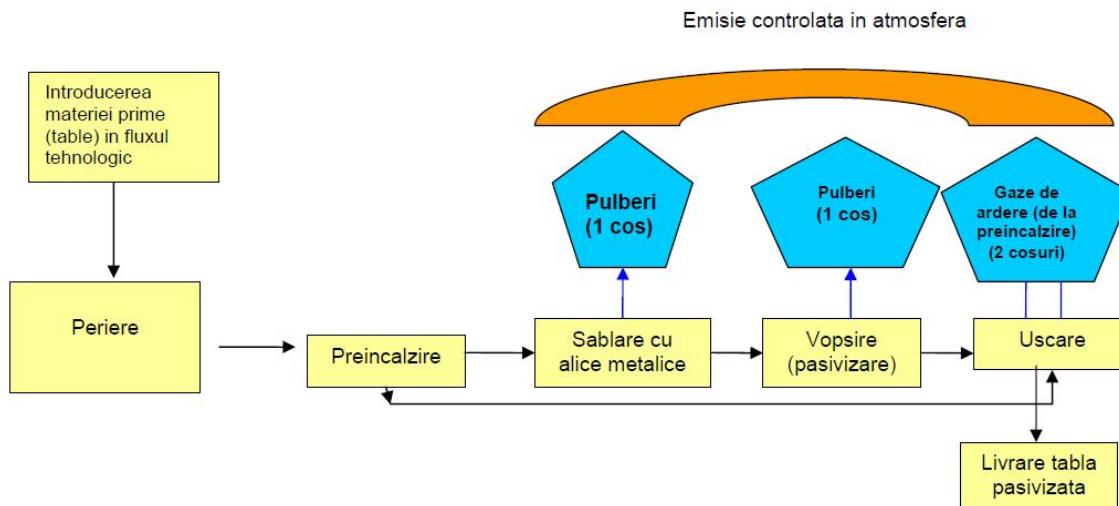 Emisie controlata in atmosfera
Introducerea
materiei prime
(table) in fluxul
tehnologic
Pulberi
(1 cos)
Pulberi
(1 cos)
Gaze de
ardere (de la
preincalzire)
(2 cosuri)
Periere
Preincalzire
Sablare cu
alice metalice
Vopsire
(pasivizare)
Uscare
Livrare tabla
pasivizata